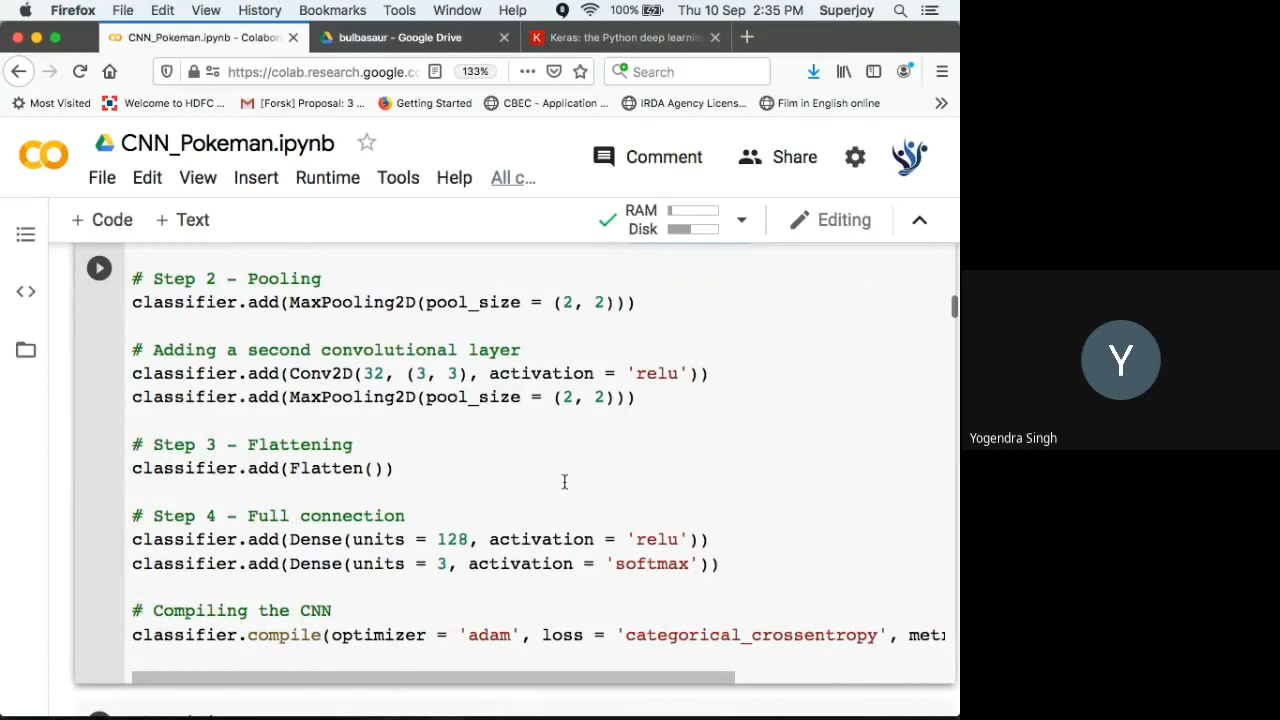 Firefox File Edit View History Bookmarks Tools Window Help 100% Thu 10 Sep 2:35 PM Superjoy
CNN_Pokeman.ipynb - Colabora
bulbasaur - Google Drive
Keras: the Python deep learnin
https://colab.research.google.co
133%
Search
Most Visited
Welcome to HDFC ...
[Forsk] Proposal: 3 ...
Getting Started
CBEC - Application ...
IRDA Agency Licens...
Film in English online
CNN_Pokeman.ipynb
Comment
Share
File Edit View Insert Runtime Tools Help All c...
+ Code + Text
RAM
Disk
Editing
# Step 2 - Pooling
classifier.add(MaxPooling2D(pool_size = (2, 2)))
# Adding a second convolutional layer
classifier.add(Conv2D(32, (3, 3), activation = 'relu'))
classifier.add(MaxPooling2D(pool_size = (2, 2)))
# Step 3 - Flattening
classifier.add(Flatten())
# Step 4 - Full connection
classifier.add(Dense(units = 128, activation = 'relu'))
classifier.add(Dense(units = 3, activation = 'softmax'))
# Compiling the CNN
classifier.compile(optimizer = 'adam', loss = 'categorical_crossentropy', metr
Y
Yogendra Singh